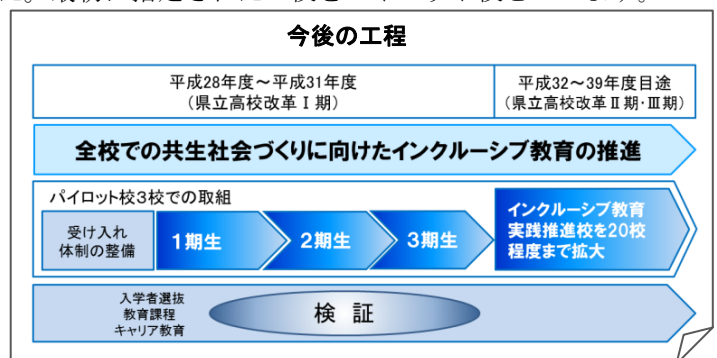 今後の工程
平成28年度～平成31年度
（県立高校改革Ⅰ期）
平成32～39年度目途
（県立高校改革Ⅱ期・Ⅲ期）
全校での共生社会づくりに向けたインクルーシブ教育の推進
パイロット校3校での取組
受け入れ
体制の整備
1期生
2期生
3期生
インクルーシブ教育
実践推進校を20校
程度まで拡大
入学者選抜
教育課程
キャリア教育
検　証